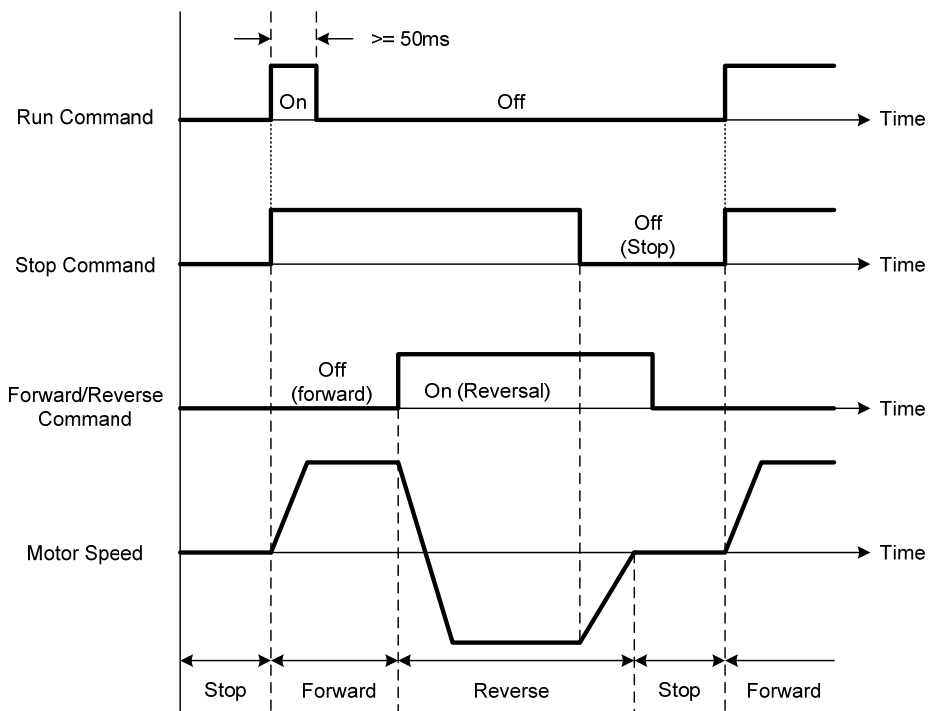 >= 50ms
On
Off
Run Command
Time
Off
(Stop)
Stop Command
Time
Off
(forward)
On (Reversal)
Forward/Reverse
Command
Time
Motor Speed
Time
Stop
Forward
Reverse
Stop
Forward